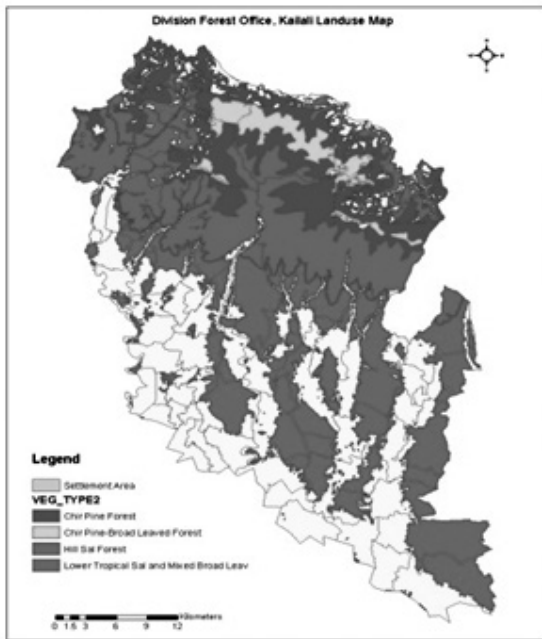 Division Forest Office, Kailali Landuse Map
Legend
Settlement Area
VEG_TYPE2
Chir Pine Forest
Chir Pine-Broad Leaved Forest
Hill Sal Forest
Lower Tropical Sal and Mixed Broad Leav
0 1.5 3 6 9 12
Kilometers